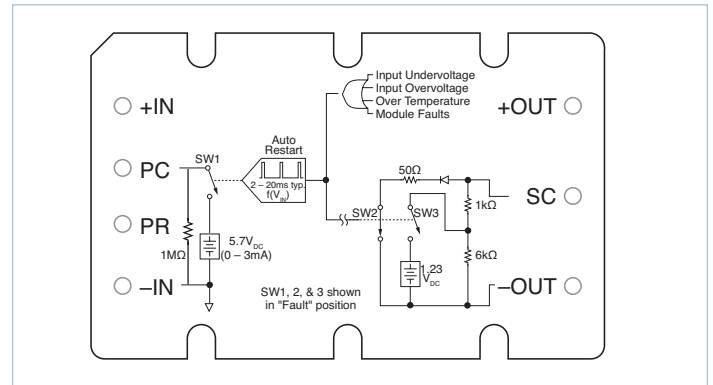 Input Undervoltage
Input Overvoltage
Over Temperature
Module Faults
+IN
+OUT
Auto
Restart
SW1
PC
2 – 20ms typ.
f(VIN)
50Ω
SC
1kΩ
SW2
SW3
PR
1MΩ
5.7VDC
(0 – 3mA)
6kΩ
1.23
VDC
–IN
–OUT
SW1, 2, & 3 shown
in "Fault" position